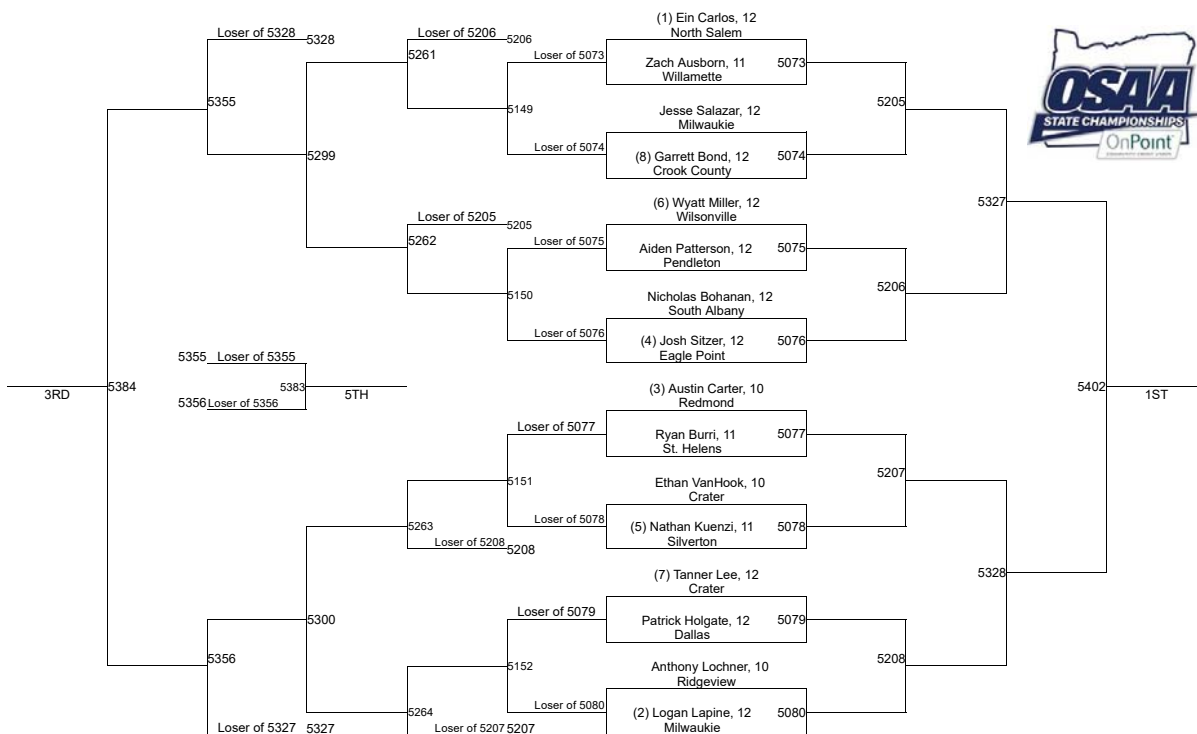 (1) Ein Carlos, 12
North Salem
Loser of 5328 5328
Loser of 5206 5206
5261
Loser of 5073
Zach Ausborn, 11 5073
Willamette
5355
5149
Jesse Salazar, 12
Milwaukie
5205
OSAA
STATE CHAMPIONSHIPS
OnPoint
5299
Loser of 5074
(8) Garrett Bond, 12 5074
Crook County
(6) Wyatt Miller, 12
Wilsonville
5327
Loser of 5205 5205
5262
Loser of 5075
Aiden Patterson, 12 5075
Pendleton
5150
Nicholas Bohanan, 12
South Albany
5206
Loser of 5076
(4) Josh Sitzer, 12 5076
Eagle Point
5355 Loser of 5355
5384
3RD
5383
5TH
5356 Loser of 5356
(3) Austin Carter, 10
Redmond
5402
1ST
Loser of 5077
Ryan Burri, 11 5077
St. Helens
5151
Ethan VanHook, 10
Crater
5207
5263
Loser of 5078
(5) Nathan Kuenzi, 11 5078
Silverton
Loser of 5208 5208
(7) Tanner Lee, 12
Crater
5328
5300
Loser of 5079
Patrick Holgate, 12 5079
Dallas
5356
5152
Anthony Lochner, 10
Ridgeview
5208
5264
Loser of 5080
(2) Logan Lapine, 12 5080
Milwaukie
Loser of 5327 5327
Loser of 5207 5207